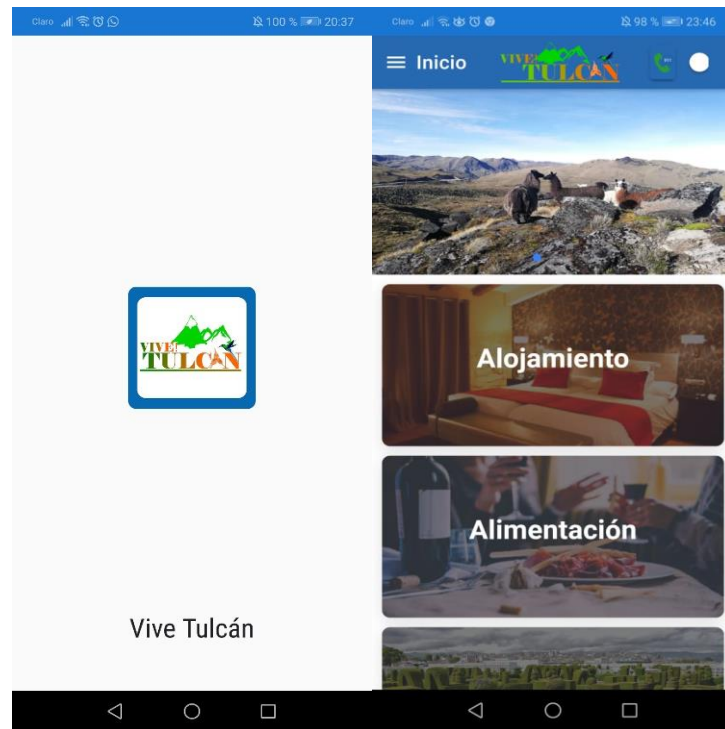 Claro 100 % 20:37
VIVE!
TULCÁN
Vive Tulcán
Claro 98 % 23:46
Inicio
VIVE!
TULCÁN
Alojamiento
Alimentación